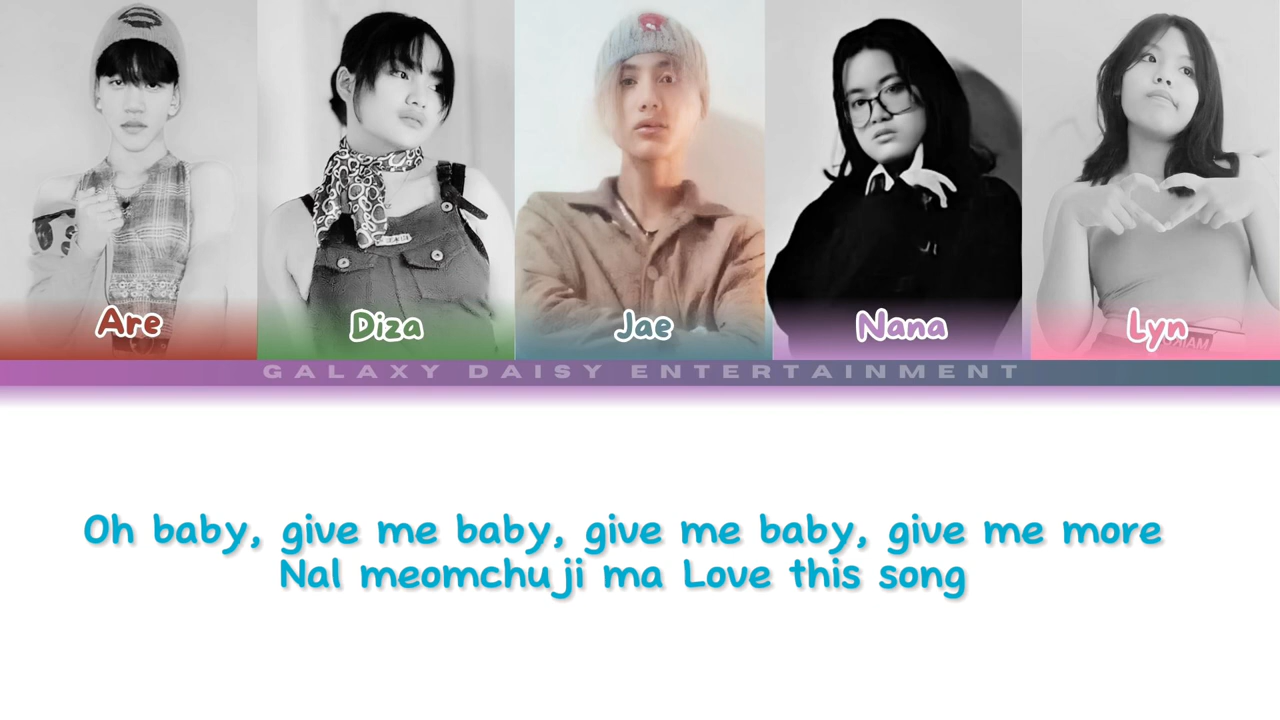 Are
Diza
Jae
Nana
Lyn
GALAXY DAISY ENTERTAINMENT
Oh baby, give me baby, give me baby, give me more
Nal meomchuji ma Love this song